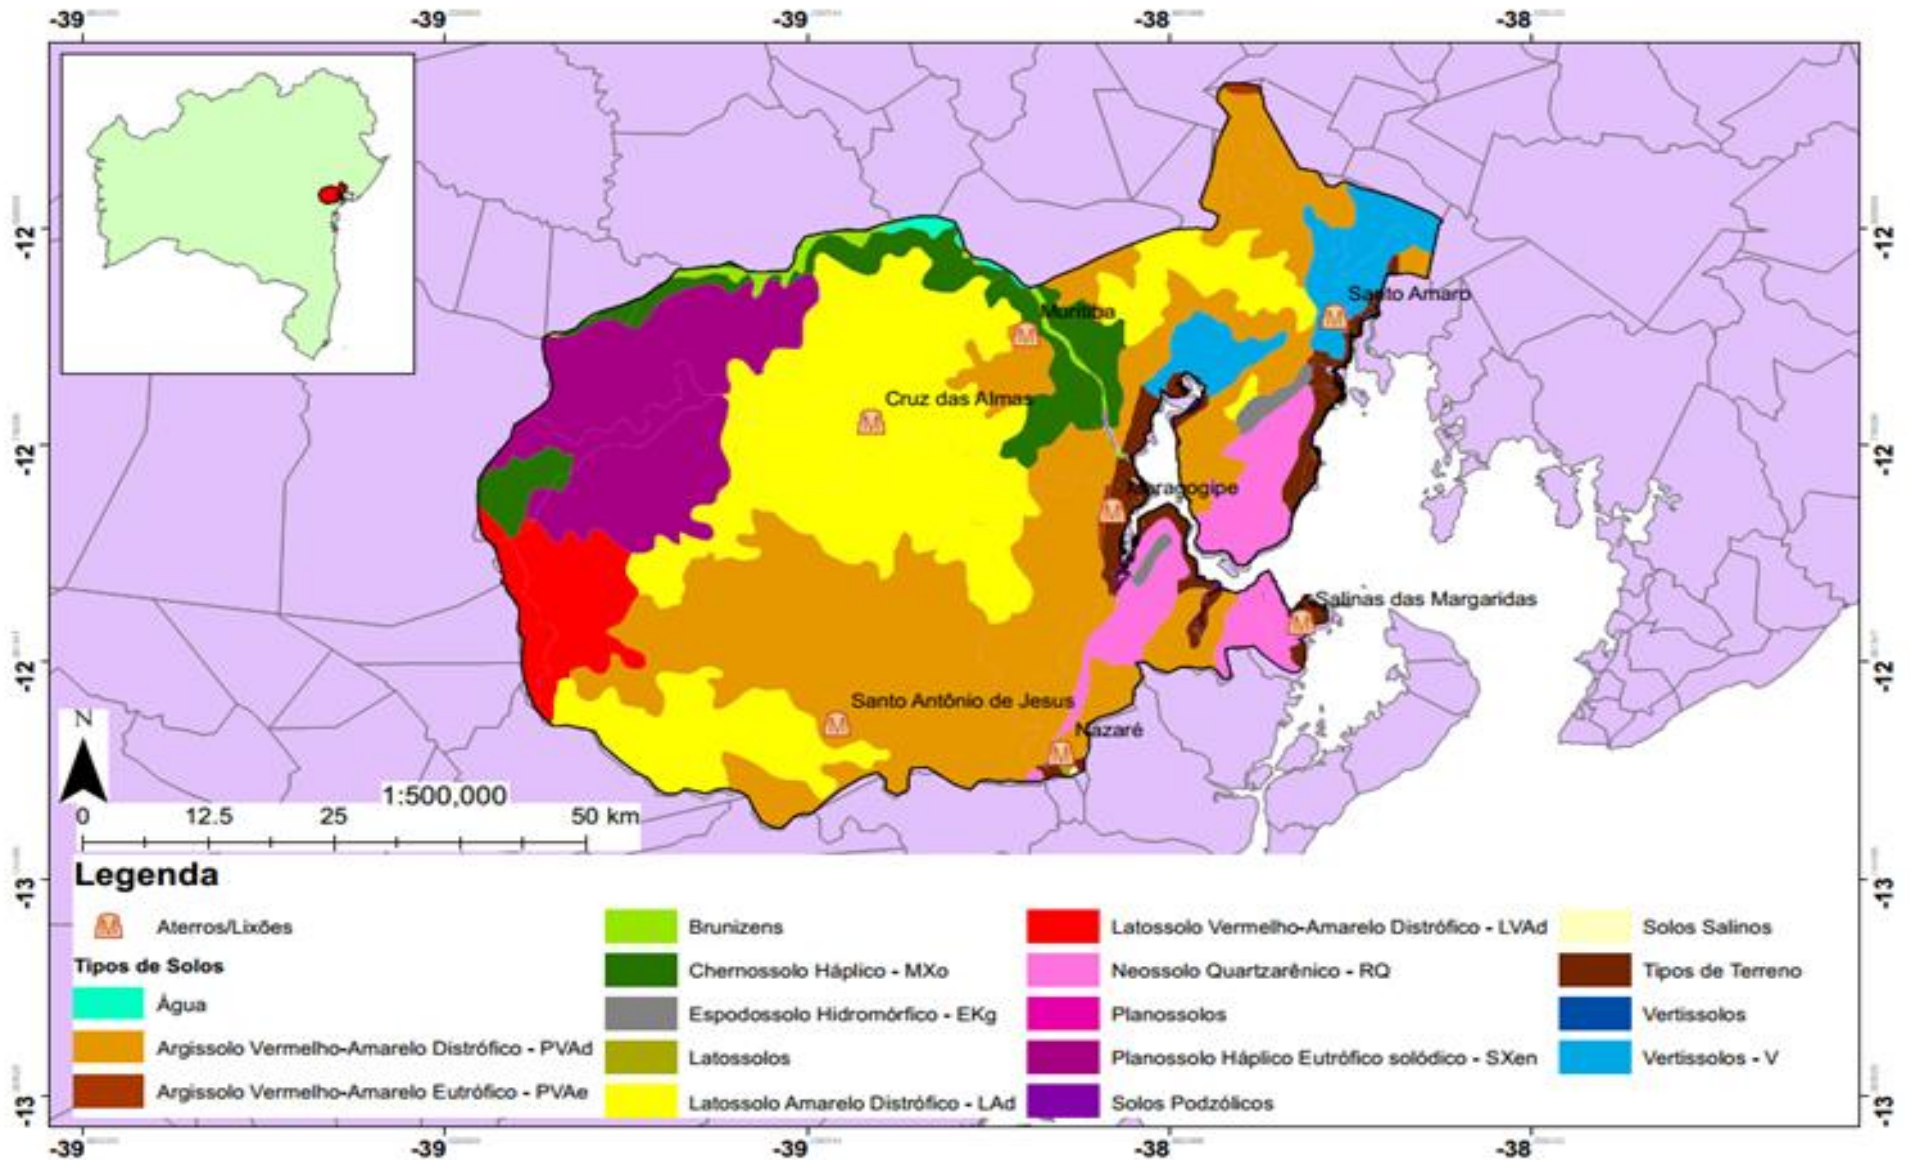 -39 -39 -39 -38 -38
-12 -12
Santo Amaro
Muritiba
Cruz das Almas
-12 -12
Maragogipe
Salinas das Margaridas
-12 -12
Santo Antônio de Jesus
Nazaré
N
1:500,000
0 12.5 25 50 km
-13 -13
Legenda
Aterros/Lixões
Tipos de Solos
Água
Argissolo Vermelho-Amarelo Distrófico - PVAd
Argissolo Vermelho-Amarelo Eutrófico - PVAe
Brunizens
Chernossolo Háplico - MXo
Espodossolo Hidromórfico - EKg
Latossolos
Latossolo Amarelo Distrófico - LAd
Latossolo Vermelho-Amarelo Distrófico - LVAd
Neossolo Quartzarênico - RQ
Planossolos
Planossolo Háplico Eutrófico solódico - SXen
Solos Podzólicos
Solos Salinos
Tipos de Terreno
Vertissolos
Vertissolos - V
-13 -13
-39 -39 -39 -38 -38